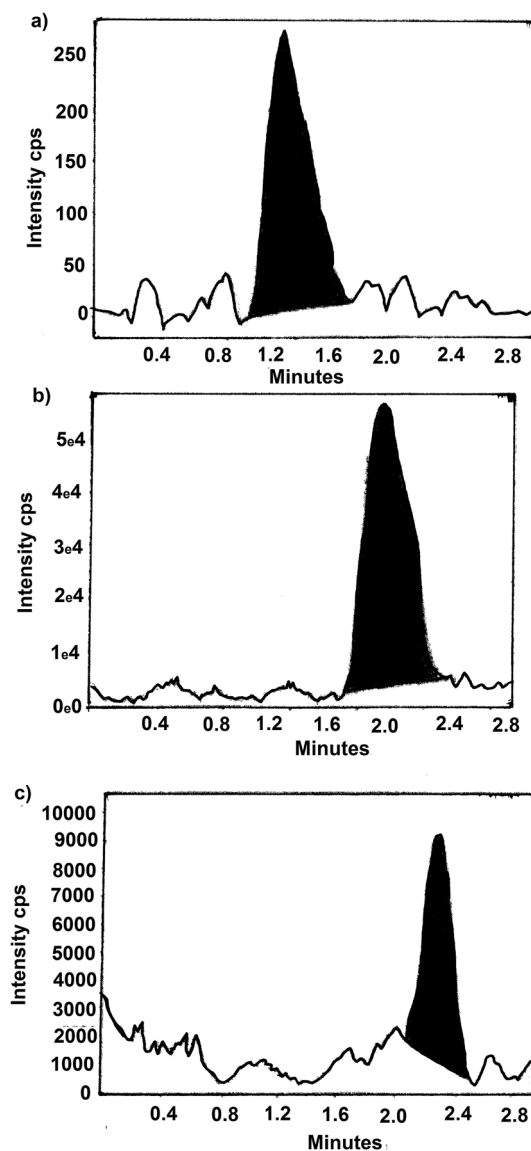 a)
250
200
150
100
50
0
Intensity cps
0.4 0.8 1.2 1.6 2.0 2.4 2.8
Minutes
b)
5e4
4e4
3e4
2e4
1e4
0e0
Intensity cps
0.4 0.8 1.2 1.6 2.0 2.4 2.8
Minutes
c)
10000
9000
8000
7000
6000
5000
4000
3000
2000
1000
0
Intensity cps
0.4 0.8 1.2 1.6 2.0 2.4 2.8
Minutes